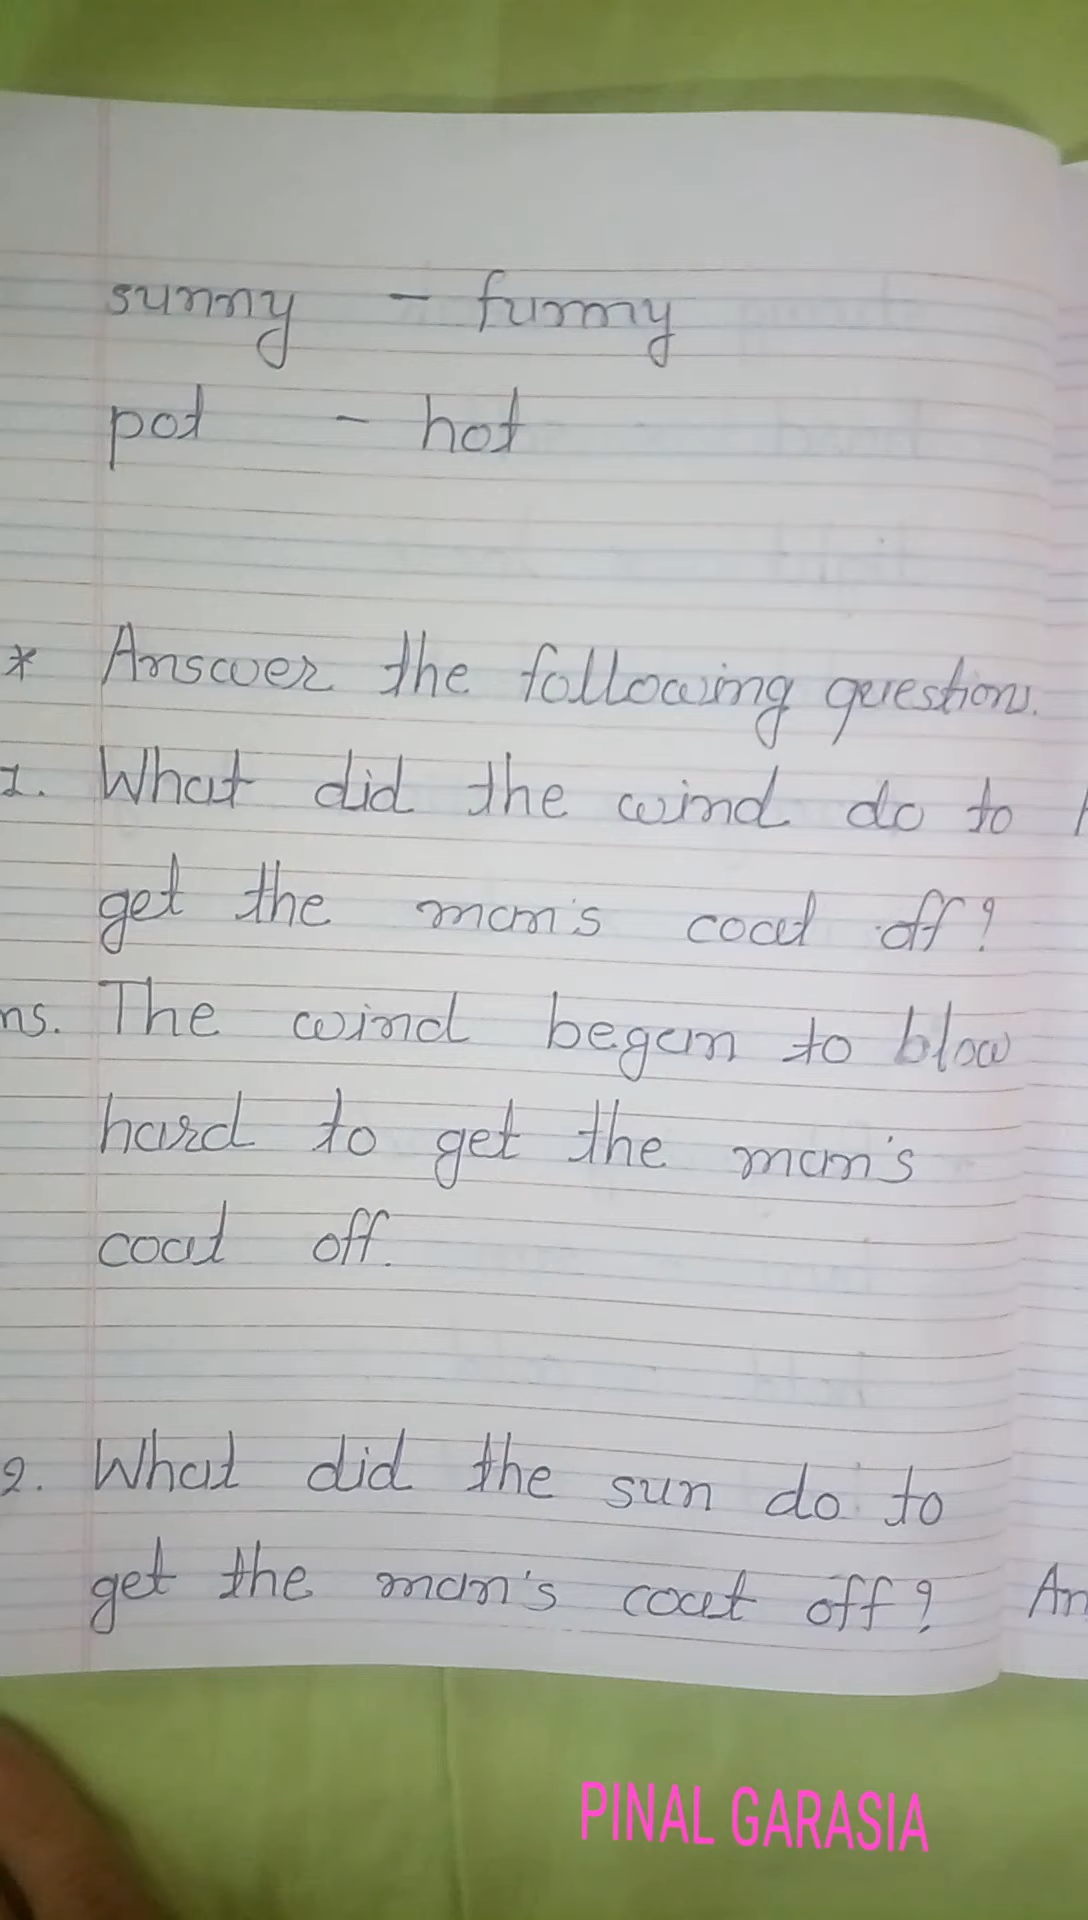 sunny - funny
pot - hot
* Answer the following questions.
1. What did the wind do to
get the man's coat off?
ns. The wind began to blow
hard to get the man's
coat off.
2. What did the sun do to
get the man's coat off?
An
PINAL GARASIA